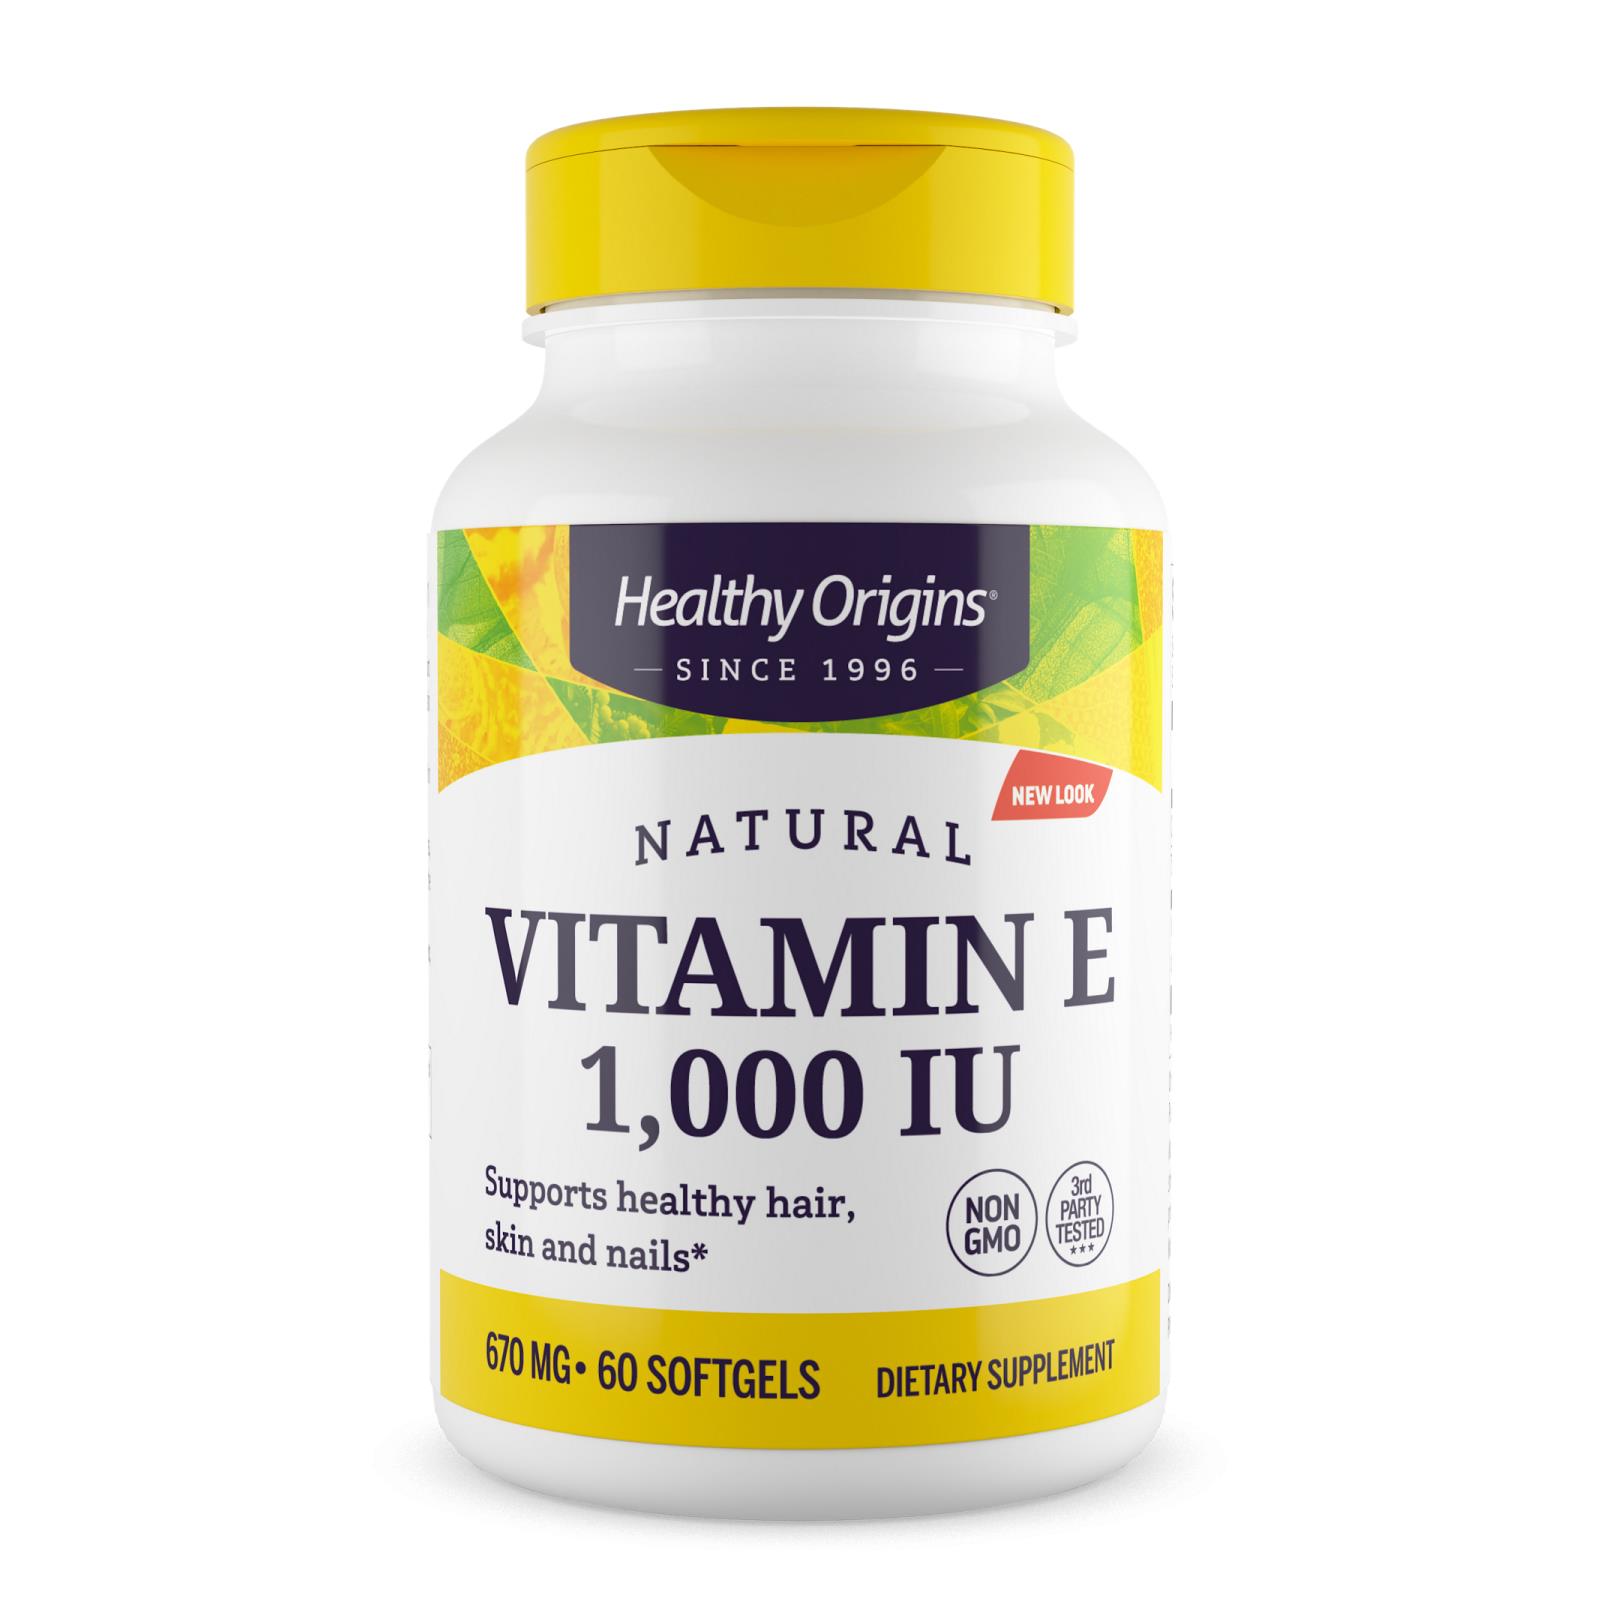 Healthy Origins®
SINCE 1996
NEW LOOK
NATURAL
VITAMIN E
1,000 IU
Supports healthy hair,
skin and nails*
NON
GMO
3rd
PARTY
TESTED
670 MG • 60 SOFTGELS
DIETARY SUPPLEMENT